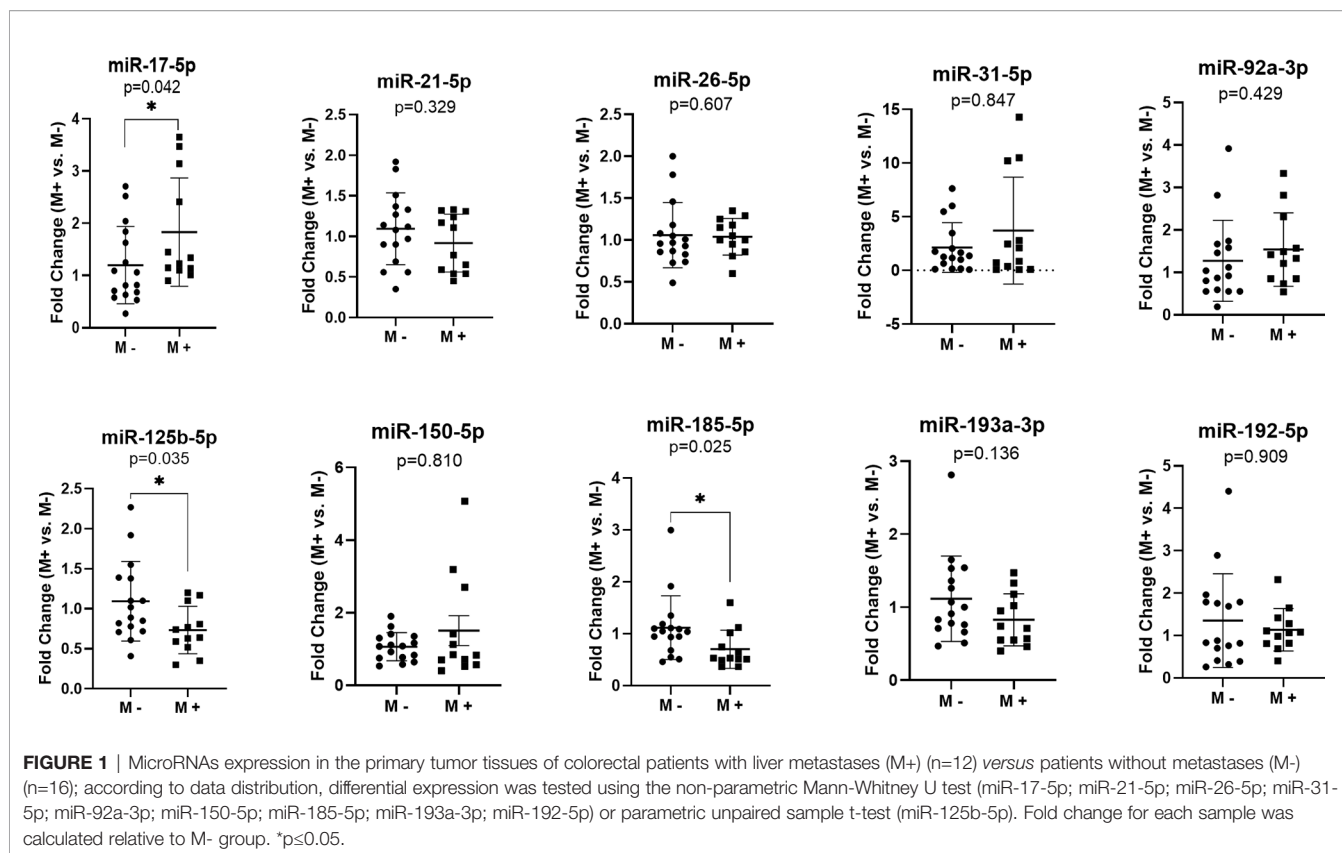 miR-17-5p
p=0.042
*
Fold Change (M+ vs. M-)
4
3
2
1
0
M -
M +
miR-21-5p
p=0.329
Fold Change (M+ vs. M-)
2.5
2.0
1.5
1.0
0.5
0.0
M -
M +
miR-26-5p
p=0.607
Fold Change (M+ vs. M-)
2.5
2.0
1.5
1.0
0.5
0.0
M -
M +
miR-31-5p
p=0.847
Fold Change (M+ vs. M-)
15
10
5
0
-5
M -
M +
miR-92a-3p
p=0.429
Fold Change (M+ vs. M-)
5
4
3
2
1
0
M -
M +
miR-125b-5p
p=0.035
*
Fold Change (M+ vs. M-)
2.5
2.0
1.5
1.0
0.5
0.0
M -
M +
miR-150-5p
p=0.810
Fold Change (M+ vs. M-)
6
4
2
0
M -
M +
miR-185-5p
p=0.025
*
Fold Change (M+ vs. M-)
4
3
2
1
0
M -
M +
miR-193a-3p
p=0.136
Fold Change (M+ vs. M-)
3
2
1
0
M -
M +
miR-192-5p
p=0.909
Fold Change (M+ vs. M-)
5
4
3
2
1
0
M -
M +
FIGURE 1 | MicroRNAs expression in the primary tumor tissues of colorectal patients with liver metastases (M+) (n=12) versus patients without metastases (M-)
(n=16); according to data distribution, differential expression was tested using the non-parametric Mann-Whitney U test (miR-17-5p; miR-21-5p; miR-26-5p; miR-31-
5p; miR-92a-3p; miR-150-5p; miR-185-5p; miR-193a-3p; miR-192-5p) or parametric unpaired sample t-test (miR-125b-5p). Fold change for each sample was
calculated relative to M- group. *p≤0.05.